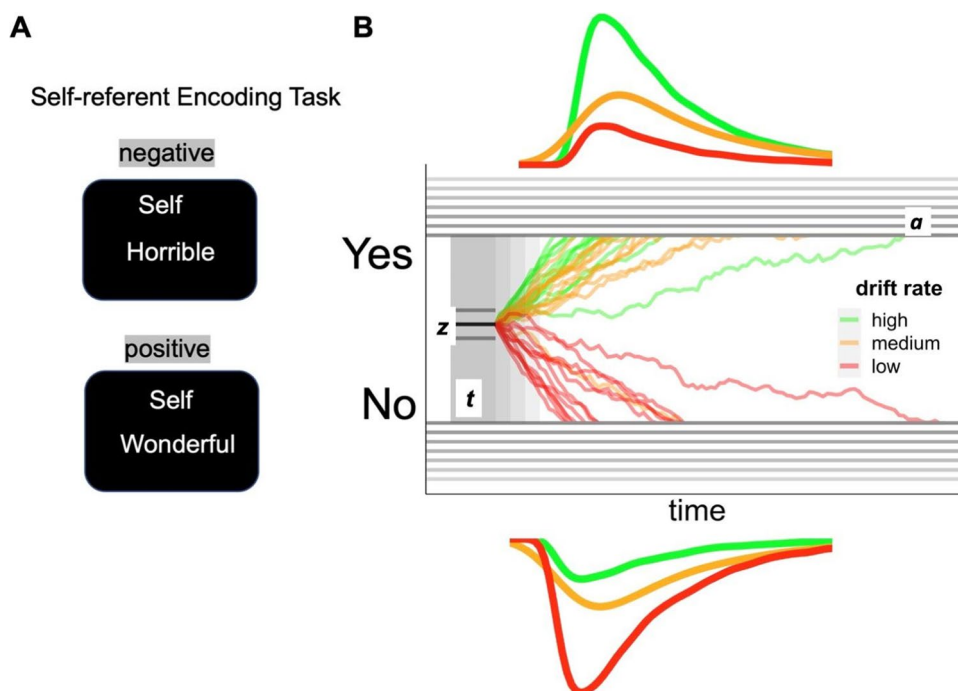 A
Self-referent Encoding Task
negative
Self
Horrible
positive
Self
Wonderful
B
Yes
a
z
t
No
drift rate
high
medium
low
time